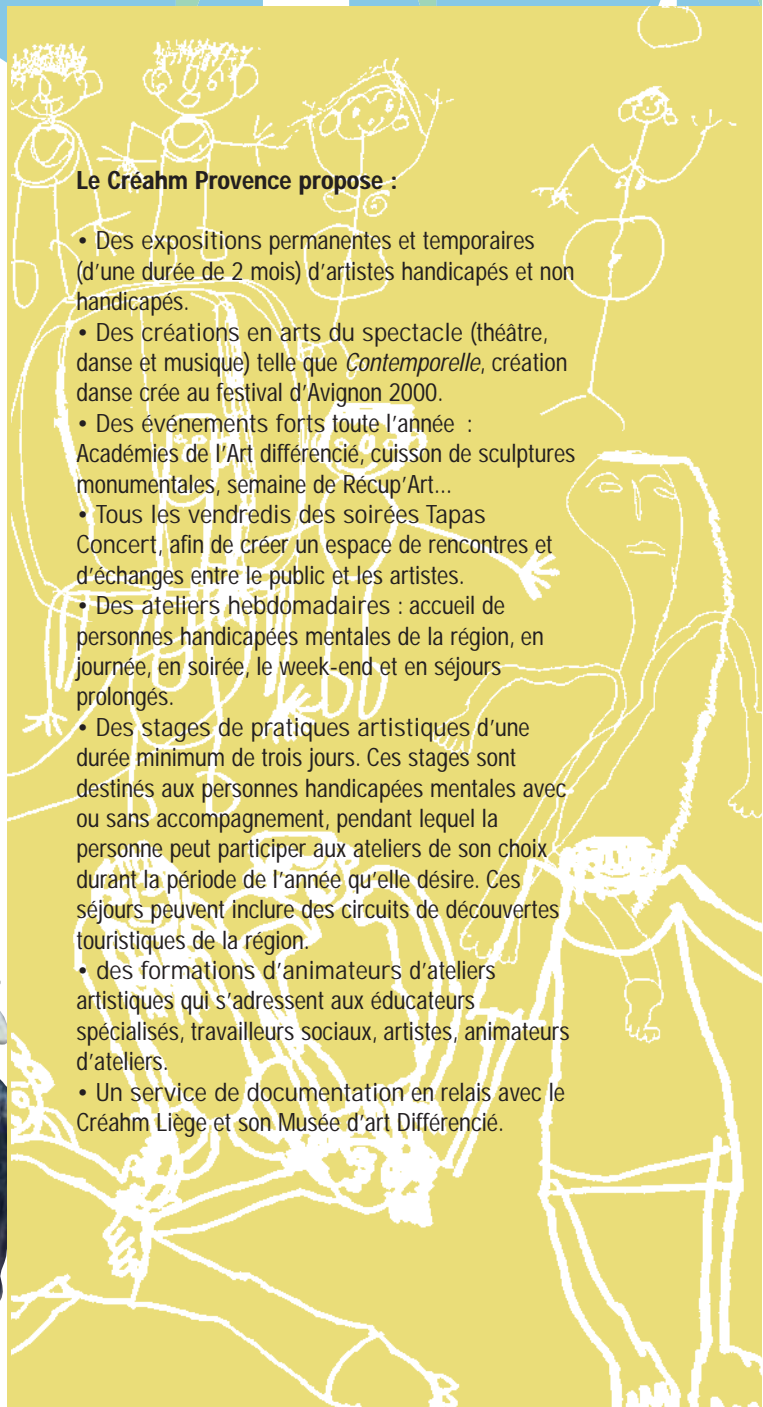 Le Créahm Provence propose :
• Des expositions permanentes et temporaires
(d'une durée de 2 mois) d'artistes handicapés et non
handicapés.
• Des créations en arts du spectacle (théâtre,
danse et musique) telle que Contemporelle, création
danse crée au festival d'Avignon 2000.
• Des événements forts toute l'année :
Académies de l'Art différencié, cuisson de sculptures
monumentales, semaine de Récup'Art...
• Tous les vendredis des soirées Tapas
Concert, afin de créer un espace de rencontres et
d'échanges entre le public et les artistes.
• Des ateliers hebdomadaires : accueil de
personnes handicapées mentales de la région, en
journée, en soirée, le week-end et en séjours
prolongés.
• Des stages de pratiques artistiques d'une
durée minimum de trois jours. Ces stages sont
destinés aux personnes handicapées mentales avec
ou sans accompagnement, pendant lequel la
personne peut participer aux ateliers de son choix
durant la période de l'année qu'elle désire. Ces
séjours peuvent inclure des circuits de découvertes
touristiques de la région.
• des formations d'animateurs d'ateliers
artistiques qui s'adressent aux éducateurs
spécialisés, travailleurs sociaux, artistes, animateurs
d'ateliers.
• Un service de documentation en relais avec le
Créahm Liège et son Musée d'art Différencié.